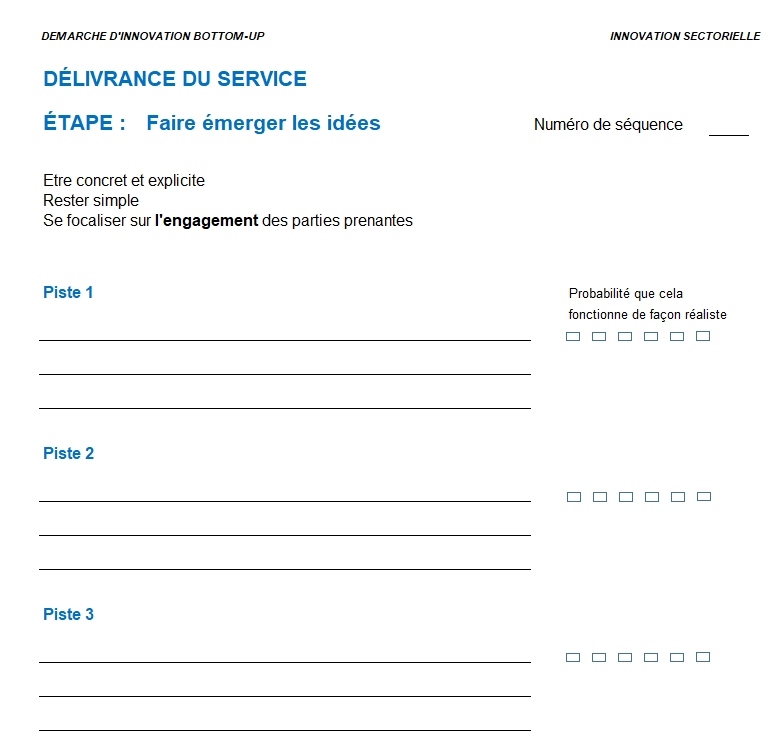 DEMARCHE D'INNOVATION BOTTOM-UP
INNOVATION SECTORIELLE
DÉLIVRANCE DU SERVICE
ÉTAPE : Faire émerger les idées
Numéro de séquence
Etre concret et explicite
Rester simple
Se focaliser sur l'engagement des parties prenantes
Piste 1
Probabilité que cela
fonctionne de façon réaliste
Piste 2
Piste 3